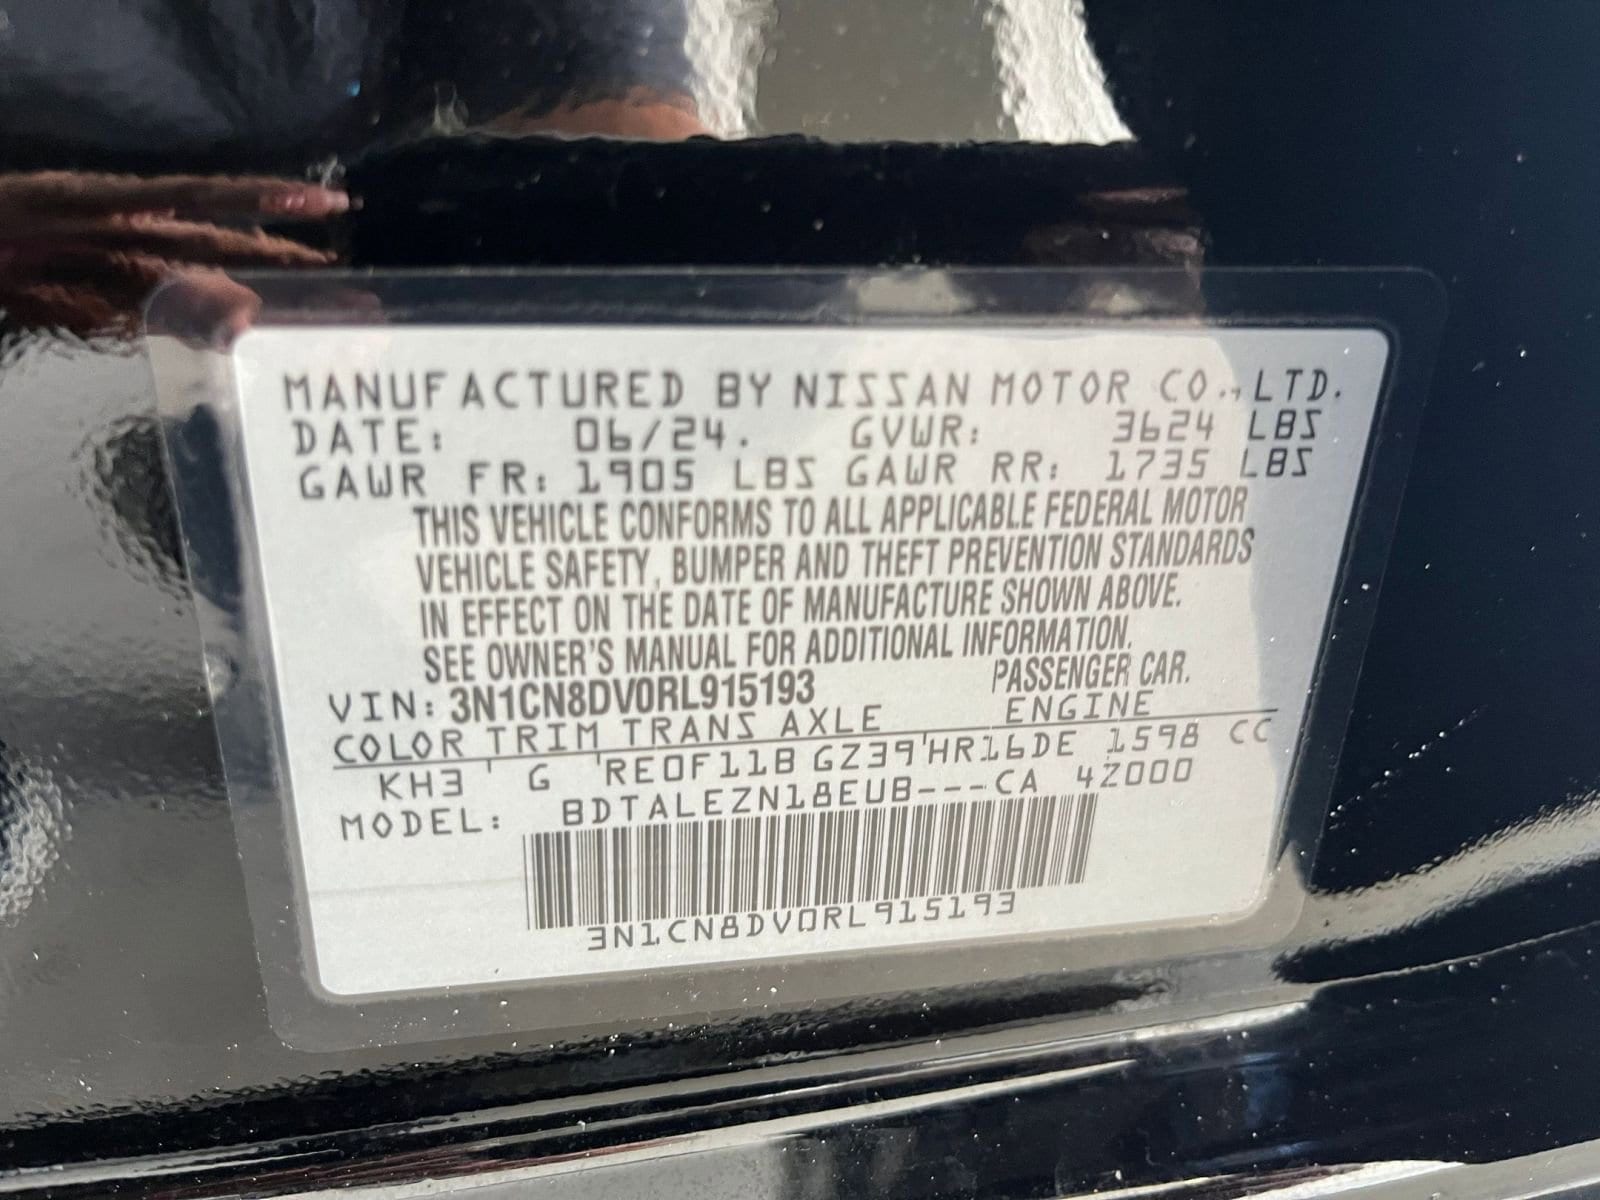 MANUFACTURED BY NISSAN MOTOR CO., LTD.
DATE: 06/24. GVWR: 3624 LBS
GAWR FR: 1905 LBS GAWR RR: 1735 LBS
THIS VEHICLE CONFORMS TO ALL APPLICABLE FEDERAL MOTOR
VEHICLE SAFETY, BUMPER AND THEFT PREVENTION STANDARDS
IN EFFECT ON THE DATE OF MANUFACTURE SHOWN ABOVE.
SEE OWNER'S MANUAL FOR ADDITIONAL INFORMATION.
VIN: 3N1CN8DV0RL915193 PASSENGER CAR.
COLOR TRIM TRANS AXLE ENGINE
KH3 ' G 'RE0F11B GZ39'HR16DE 1598 CC
MODEL: BDTALEZN18EUB---CA 4Z000
3N1CN8DV0RL915193